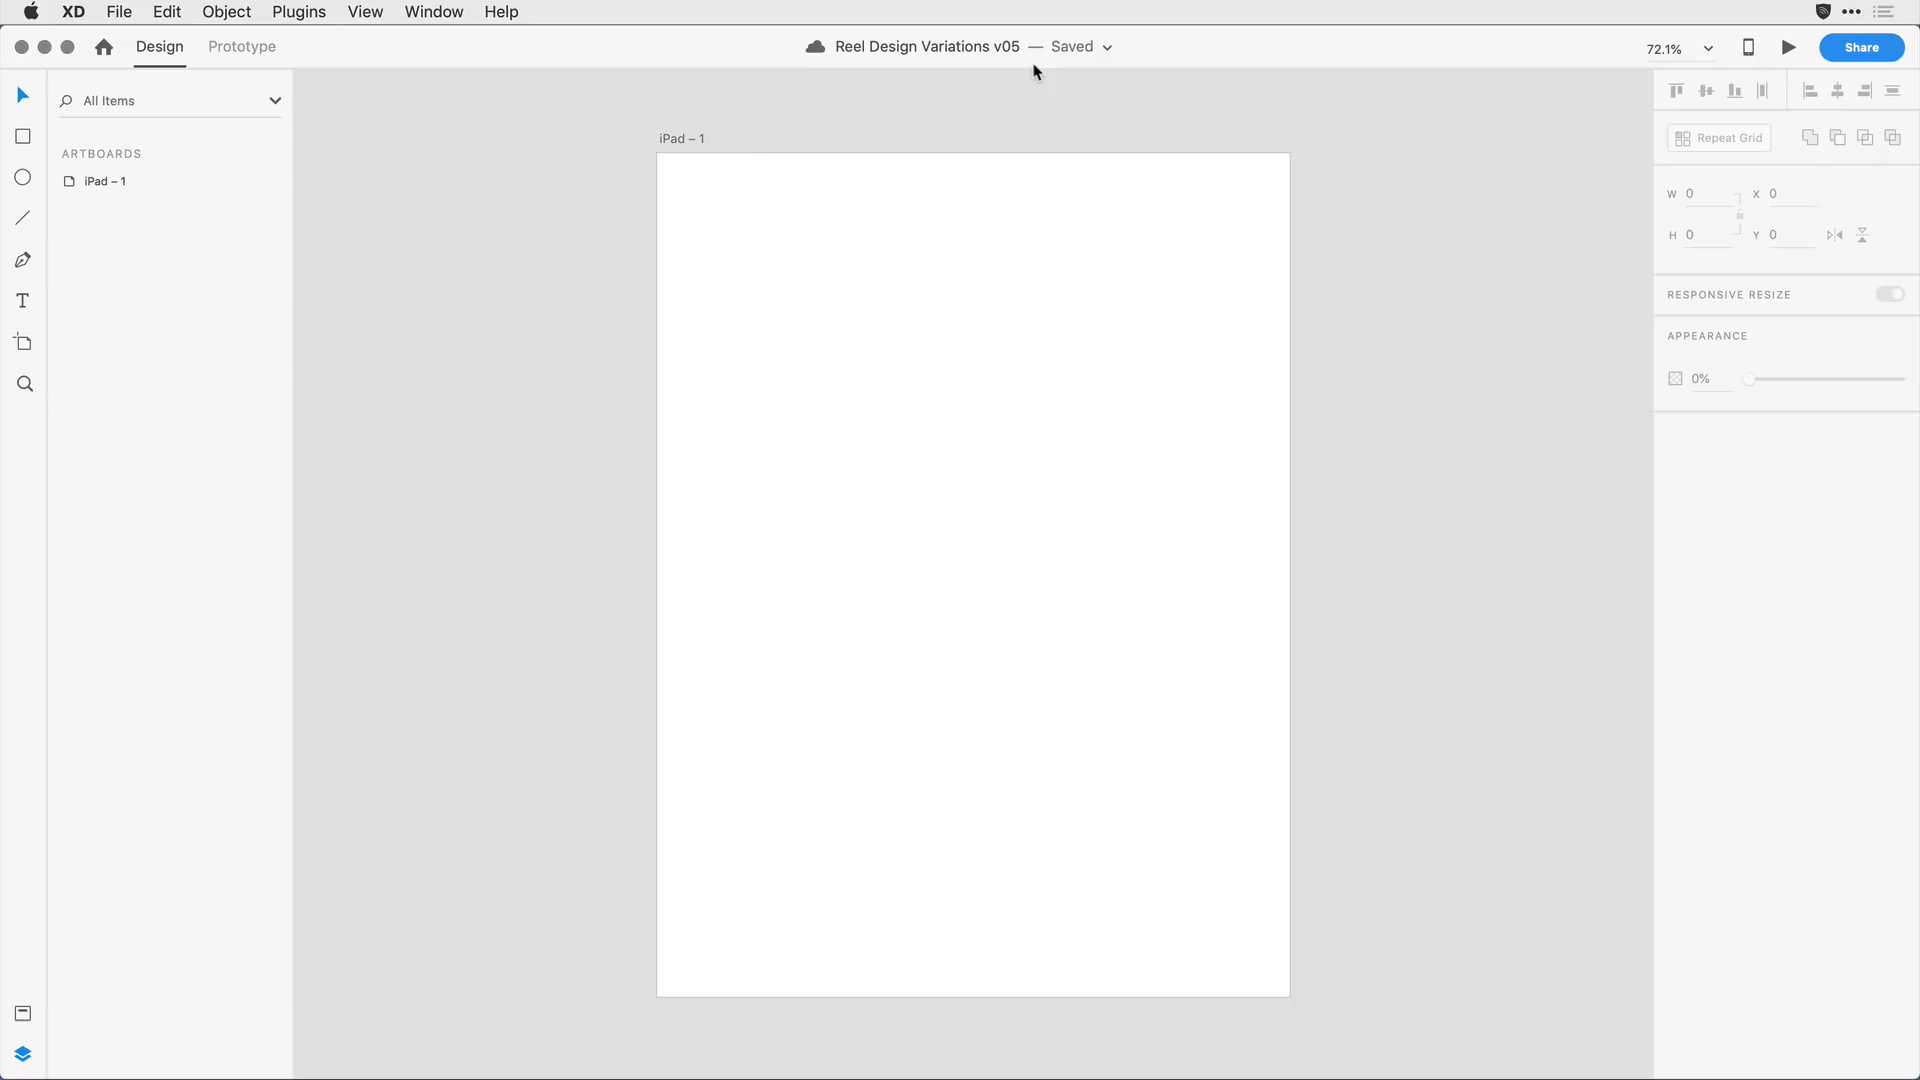 XD File Edit Object Plugins View Window Help
Design Prototype
Reel Design Variations v05 — Saved
72.1%
Share
All Items
ARTBOARDS
iPad – 1
iPad – 1
Repeat Grid
W 0 X 0
H 0 Y 0
RESPONSIVE RESIZE
APPEARANCE
0%